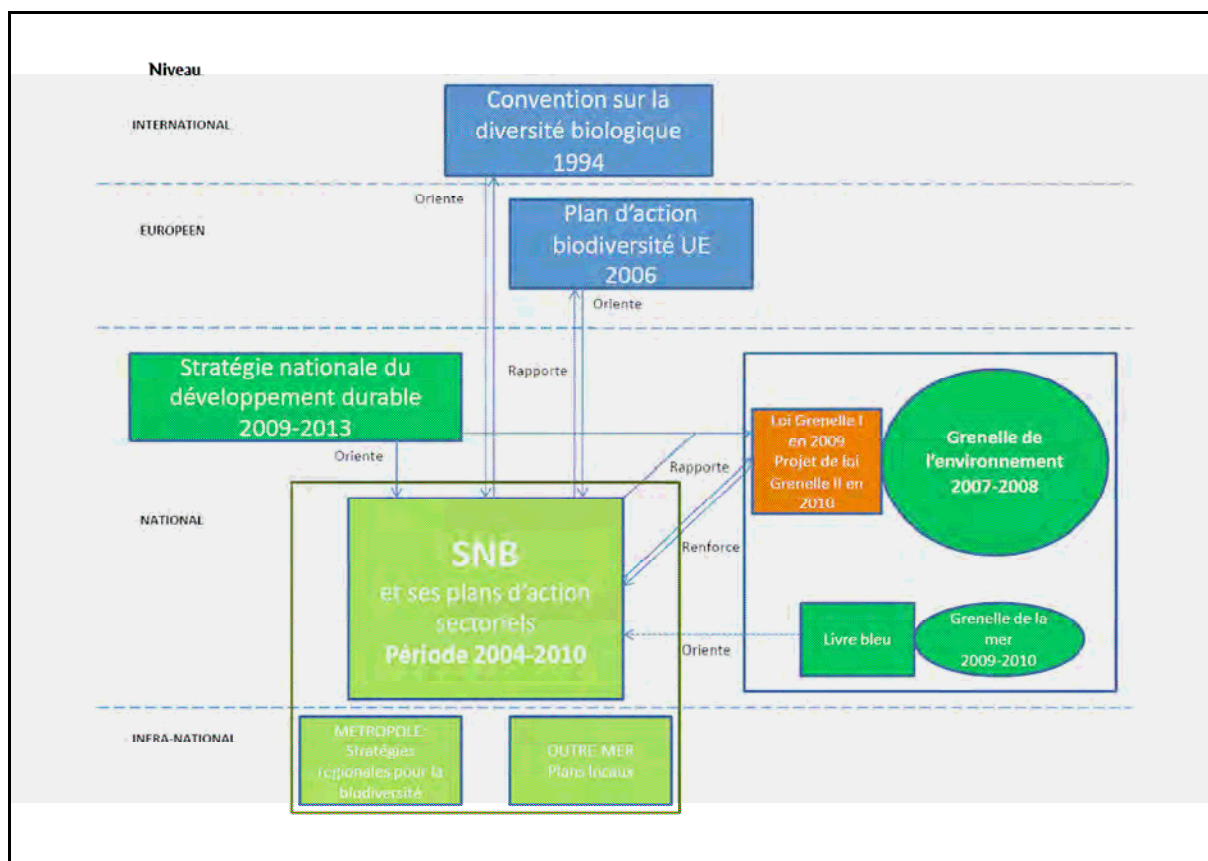 Niveau
INTERNATIONAL
Convention sur la
diversité biologique
1994
Oriente
EUROPEEN
Plan d'action
biodiversité UE
2006
Oriente
Stratégie nationale du
développement durable
2009-2013
Rapporte
Oriente
Loi Grenelle I
en 2009
Projet de loi
Grenelle II en
2010
Grenelle de
l'environnement
2007-2008
Rapporte
NATIONAL
SNB
et ses plans d'action
sectoriels
Période 2004-2010
Renforce
Oriente
Livre bleu
Grenelle de la
mer
2009-2010
INFRA-NATIONAL
METROPOLE:
Stratégies
régionales pour la
biodiversité
OUTRE MER
Plans locaux